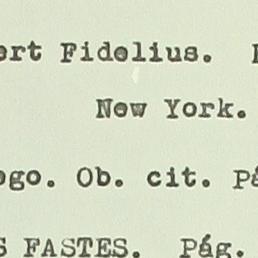 ert Fidelius.
New York.
ogo. Ob. cit. Pá
S FASTES. Pág.